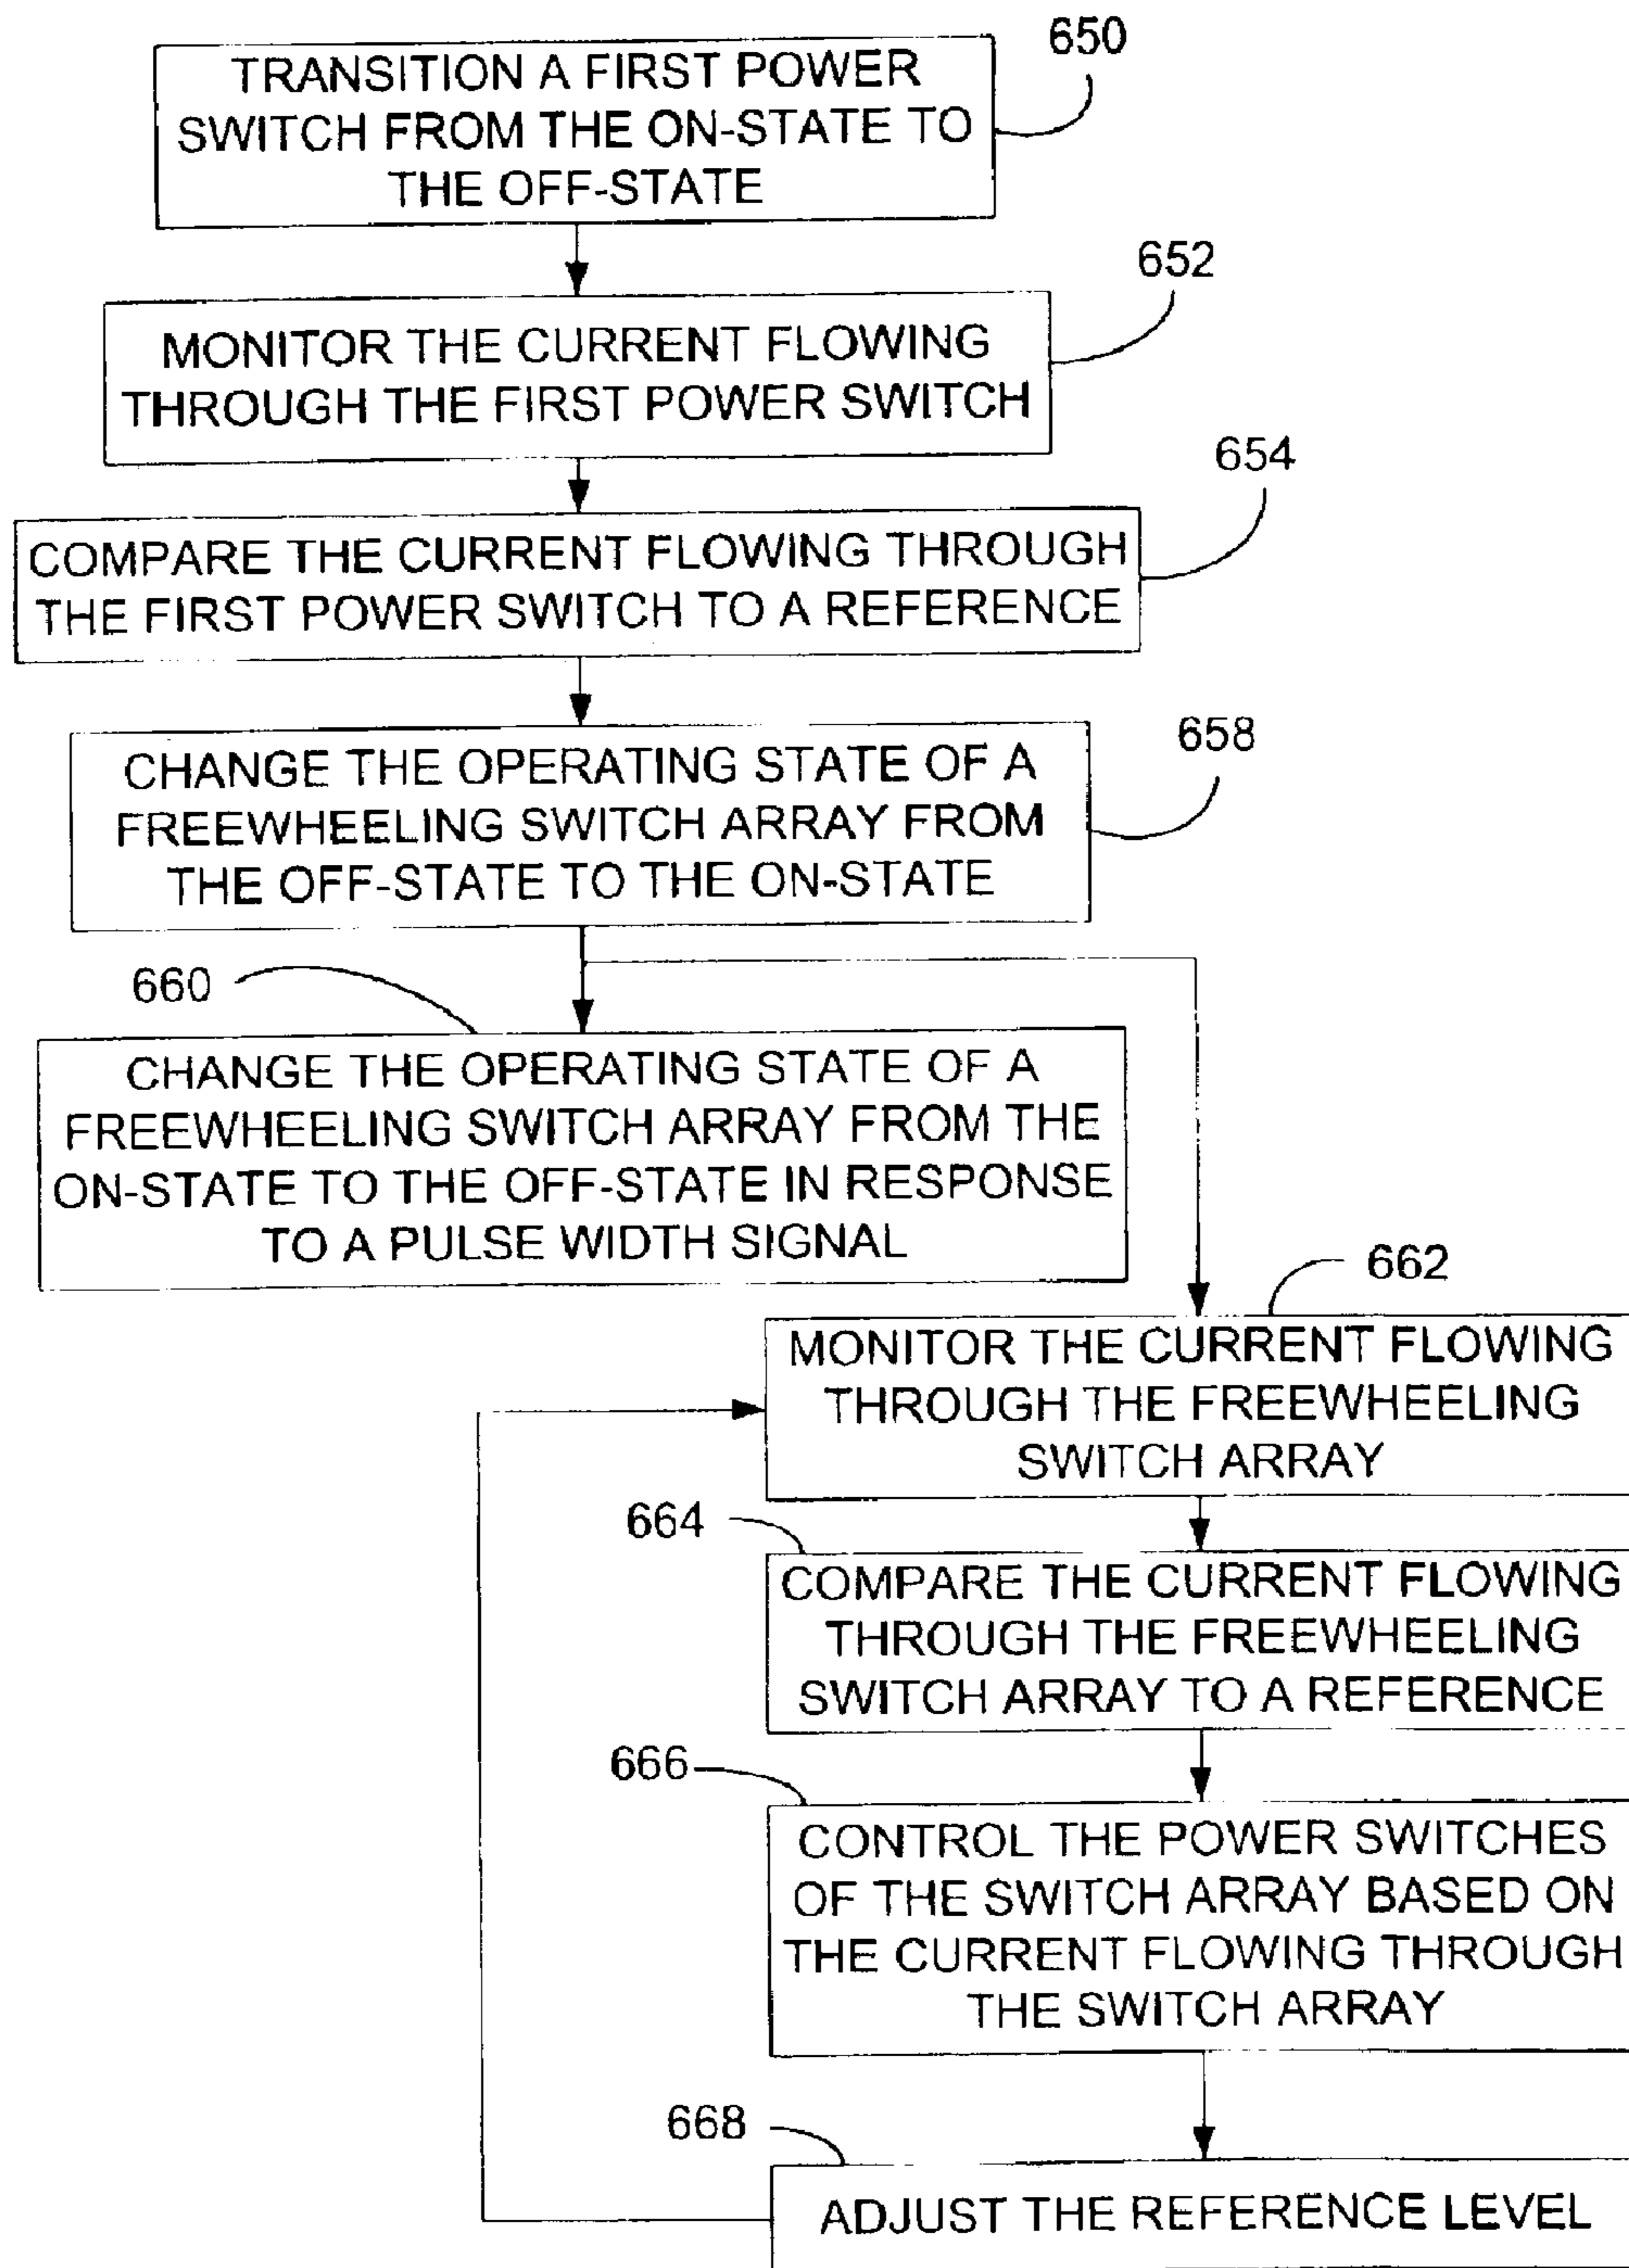 650
TRANSITION A FIRST POWER
SWITCH FROM THE ON-STATE TO
THE OFF-STATE
652
MONITOR THE CURRENT FLOWING
THROUGH THE FIRST POWER SWITCH
654
COMPARE THE CURRENT FLOWING THROUGH
THE FIRST POWER SWITCH TO A REFERENCE
658
CHANGE THE OPERATING STATE OF A
FREEWHEELING SWITCH ARRAY FROM
THE OFF-STATE TO THE ON-STATE
660
CHANGE THE OPERATING STATE OF A
FREEWHEELING SWITCH ARRAY FROM THE
ON-STATE TO THE OFF-STATE IN RESPONSE
TO A PULSE WIDTH SIGNAL
662
MONITOR THE CURRENT FLOWING
THROUGH THE FREEWHEELING
SWITCH ARRAY
664
COMPARE THE CURRENT FLOWING
THROUGH THE FREEWHEELING
SWITCH ARRAY TO A REFERENCE
666
CONTROL THE POWER SWITCHES
OF THE SWITCH ARRAY BASED ON
THE CURRENT FLOWING THROUGH
THE SWITCH ARRAY
668
ADJUST THE REFERENCE LEVEL